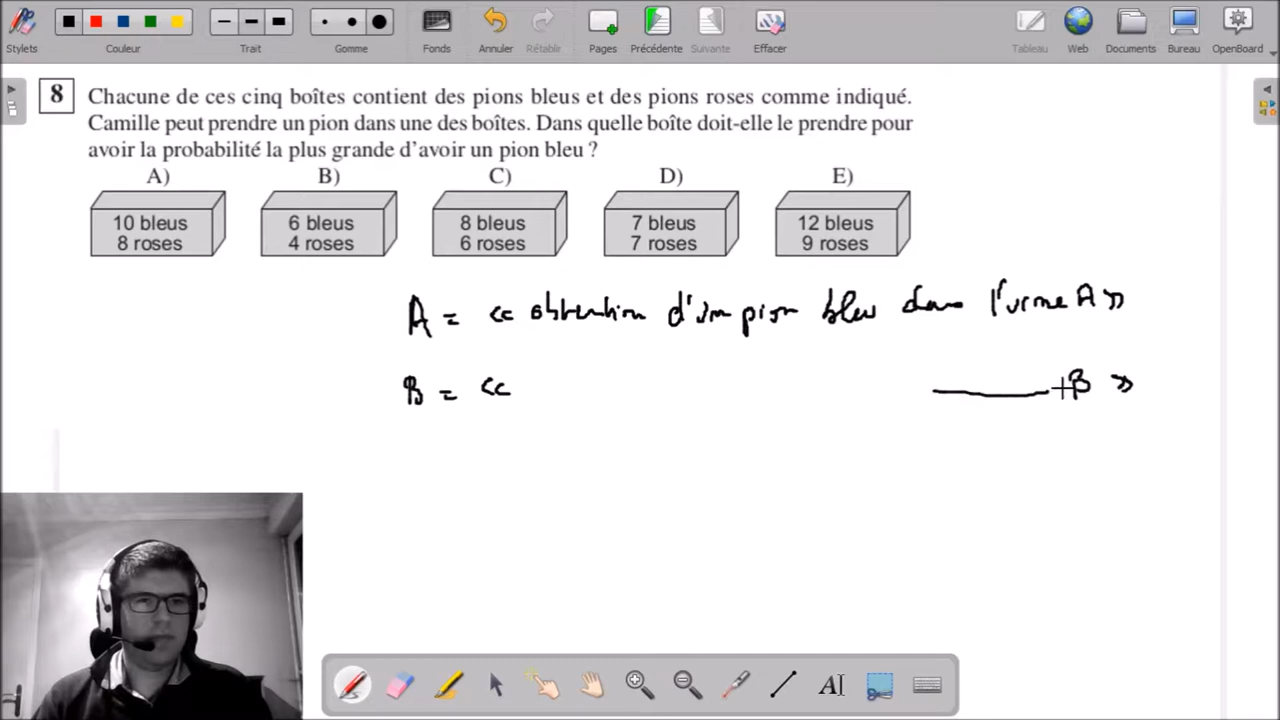 Stylets
Couleur
Trait
Gomme
Fonds
Annuler
Rétablir
Pages
Précédente
Suivante
Effacer
Tableau
Web
Documents
Bureau
OpenBoard
8 Chacune de ces cinq boîtes contient des pions bleus et des pions roses comme indiqué.
Camille peut prendre un pion dans une des boîtes. Dans quelle boîte doit-elle le prendre pour
avoir la probabilité la plus grande d'avoir un pion bleu ?
A) B) C) D) E)
10 bleus
8 roses
6 bleus
4 roses
8 bleus
6 roses
7 bleus
7 roses
12 bleus
9 roses
A = « obtention d'un pion bleu dans l'urne A »
B = « B »
AI